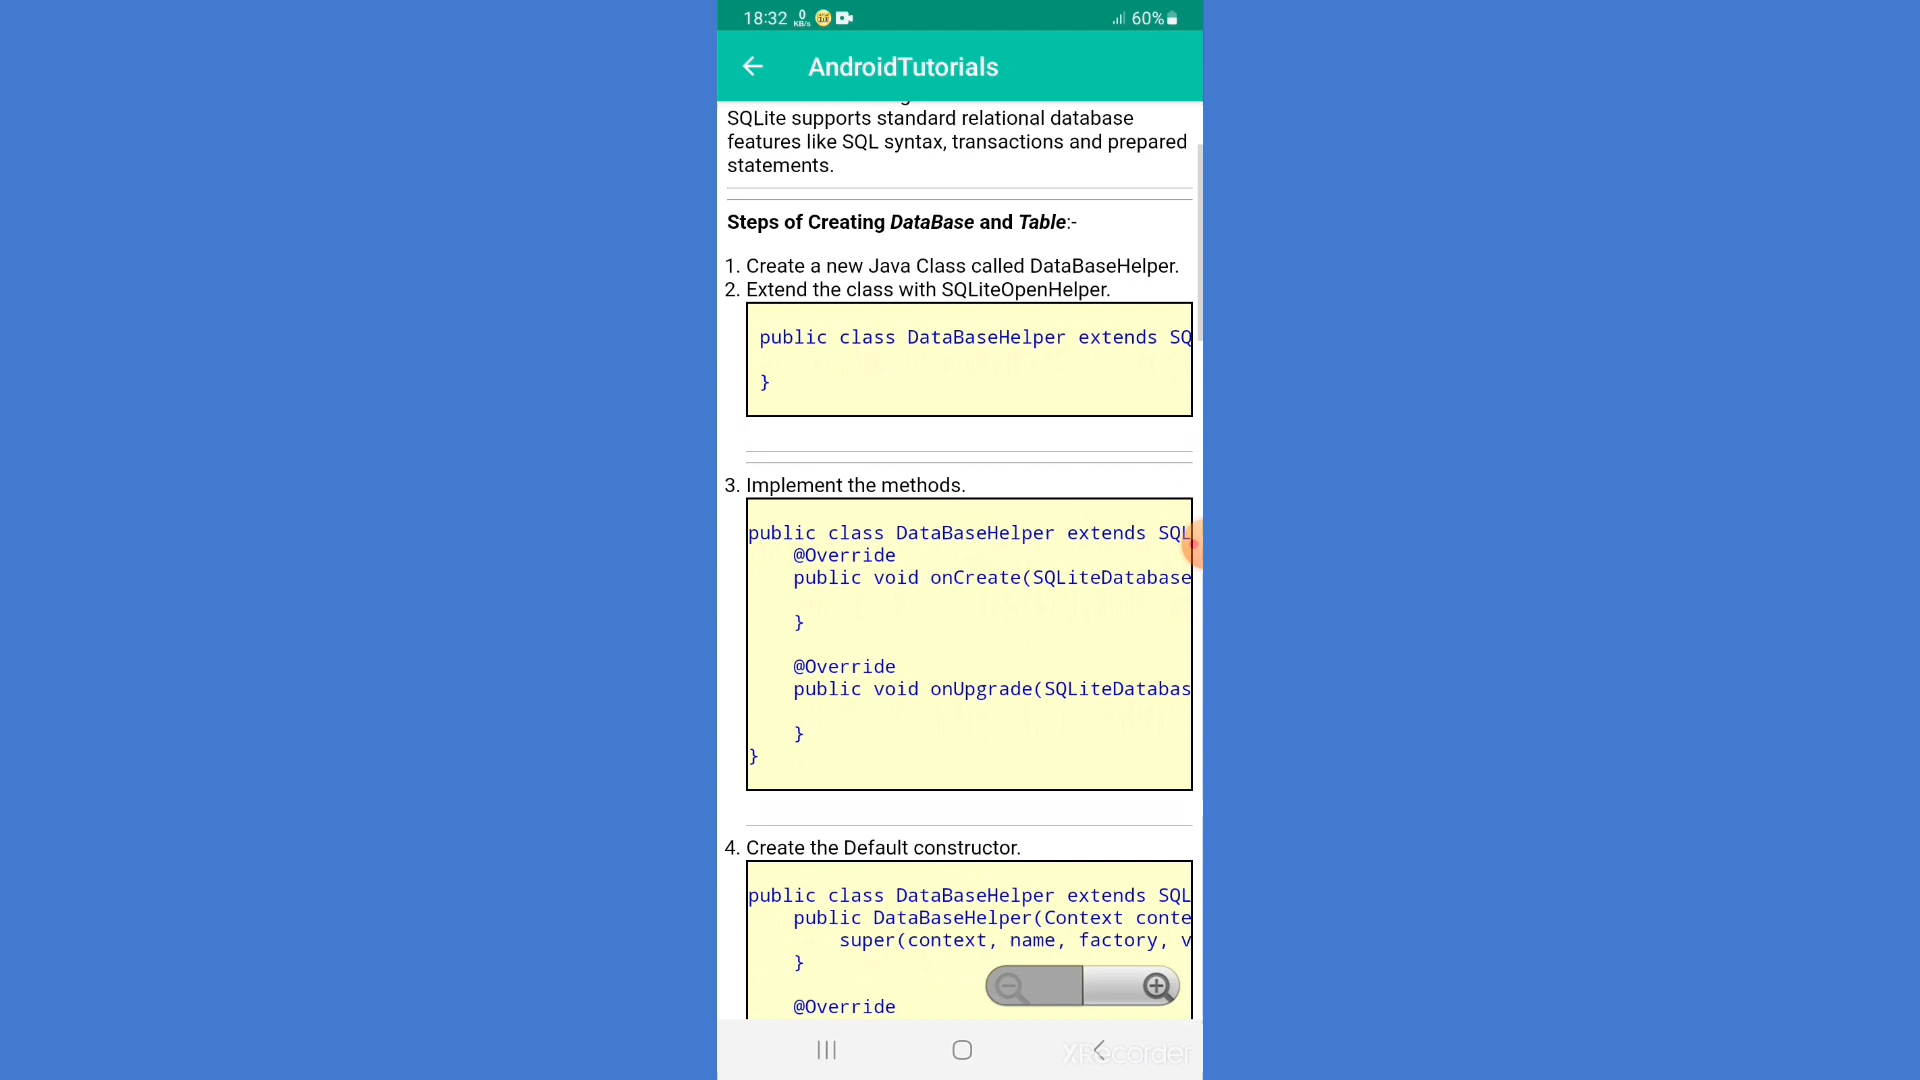 18:32 0 KB/s 60%
AndroidTutorials
SQLite supports standard relational database
features like SQL syntax, transactions and prepared
statements.
Steps of Creating DataBase and Table:-
1. Create a new Java Class called DataBaseHelper.
2. Extend the class with SQLiteOpenHelper.
public class DataBaseHelper extends SQ
}
3. Implement the methods.
public class DataBaseHelper extends SQL
@Override
public void onCreate(SQLiteDatabase
}
@Override
public void onUpgrade(SQLiteDatabas
}
}
4. Create the Default constructor.
public class DataBaseHelper extends SQL
public DataBaseHelper(Context conte
super(context, name, factory, v
}
@Override
XRecorder